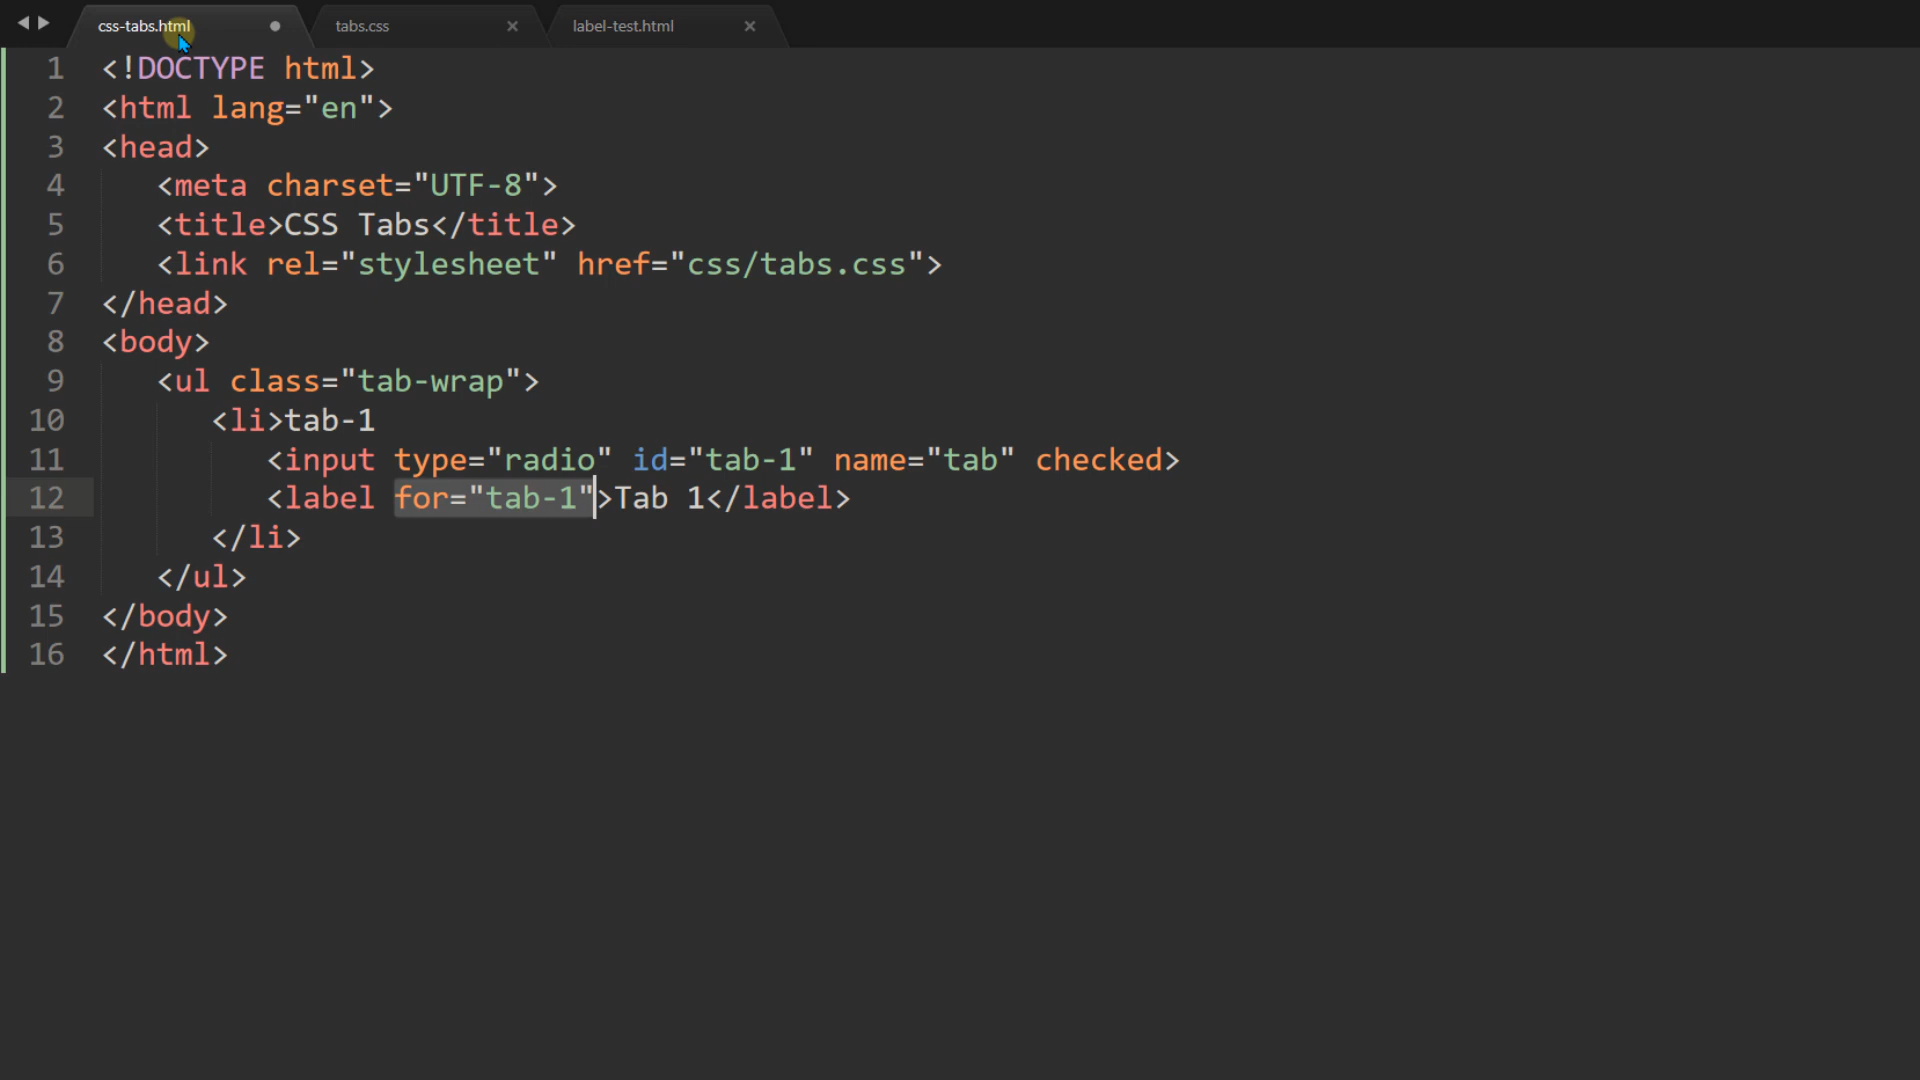 css-tabs.html tabs.css label-test.html
1 <!DOCTYPE html>
2 <html lang="en">
3 <head>
4 <meta charset="UTF-8">
5 <title>CSS Tabs</title>
6 <link rel="stylesheet" href="css/tabs.css">
7 </head>
8 <body>
9 <ul class="tab-wrap">
10 <li>tab-1
11 <input type="radio" id="tab-1" name="tab" checked>
12 <label for="tab-1">Tab 1</label>
13 </li>
14 </ul>
15 </body>
16 </html>